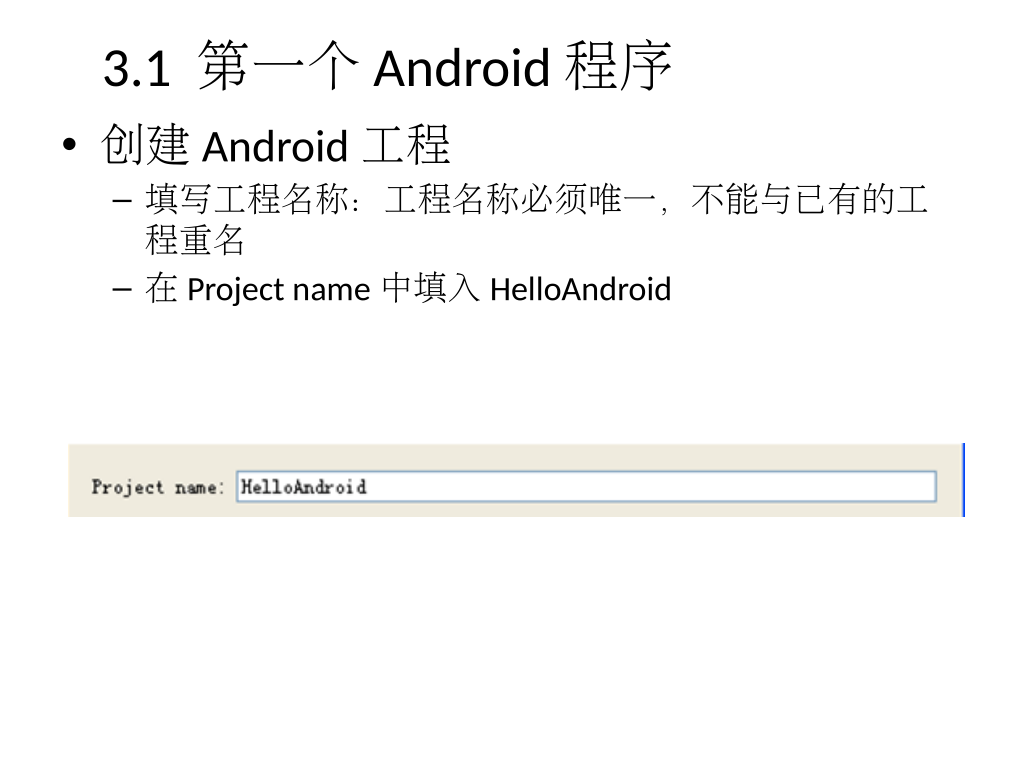 3.1 第一个 Android 程序
• 创建 Android 工程
– 填写工程名称：工程名称必须唯一，不能与已有的工
程重名
– 在 Project name 中填入 HelloAndroid
Project name: HelloAndroid